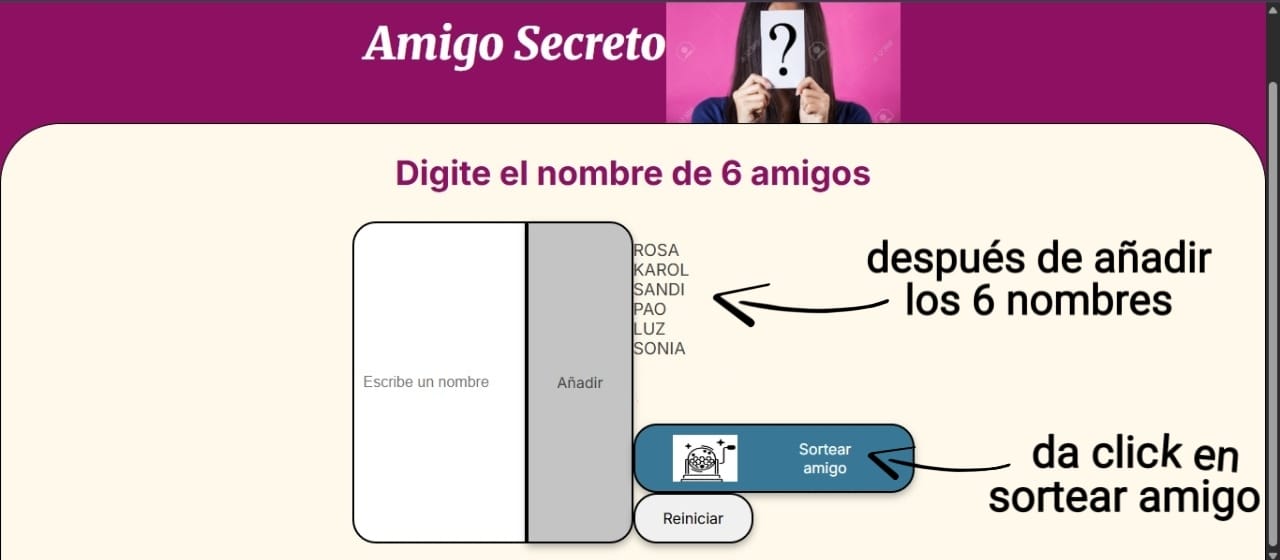 Amigo Secreto
?
Digite el nombre de 6 amigos
Escribe un nombre
Añadir
ROSA
KAROL
SANDI
PAO
LUZ
SONIA
después de añadir
los 6 nombres
Sortear
amigo
da click en
sortear amigo
Reiniciar